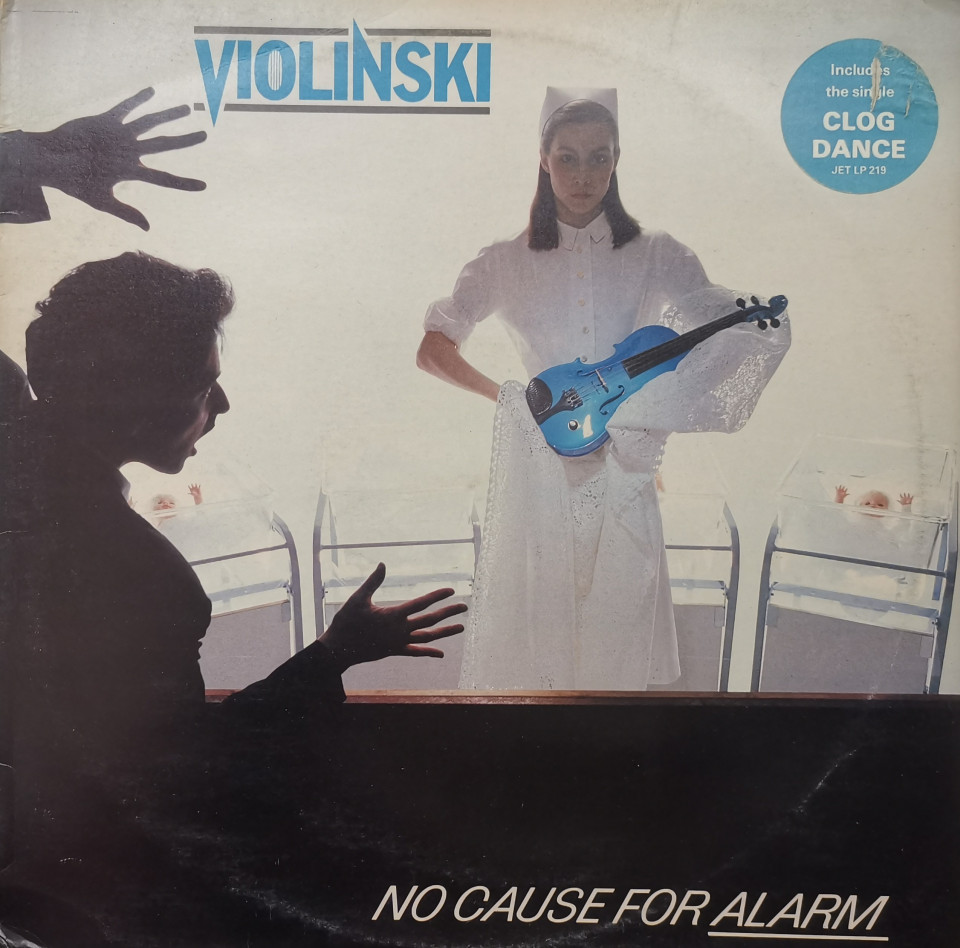 VIOLINSKI
Includes
the single
CLOG
DANCE
JET LP 219
NO CAUSE FOR ALARM